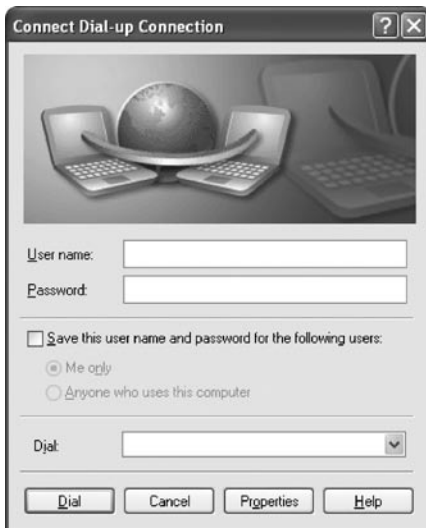 Connect Dial-up Connection
User name:
Password:
Save this user name and password for the following users:
Me only
Anyone who uses this computer
Dial:
Dial Cancel Properties Help